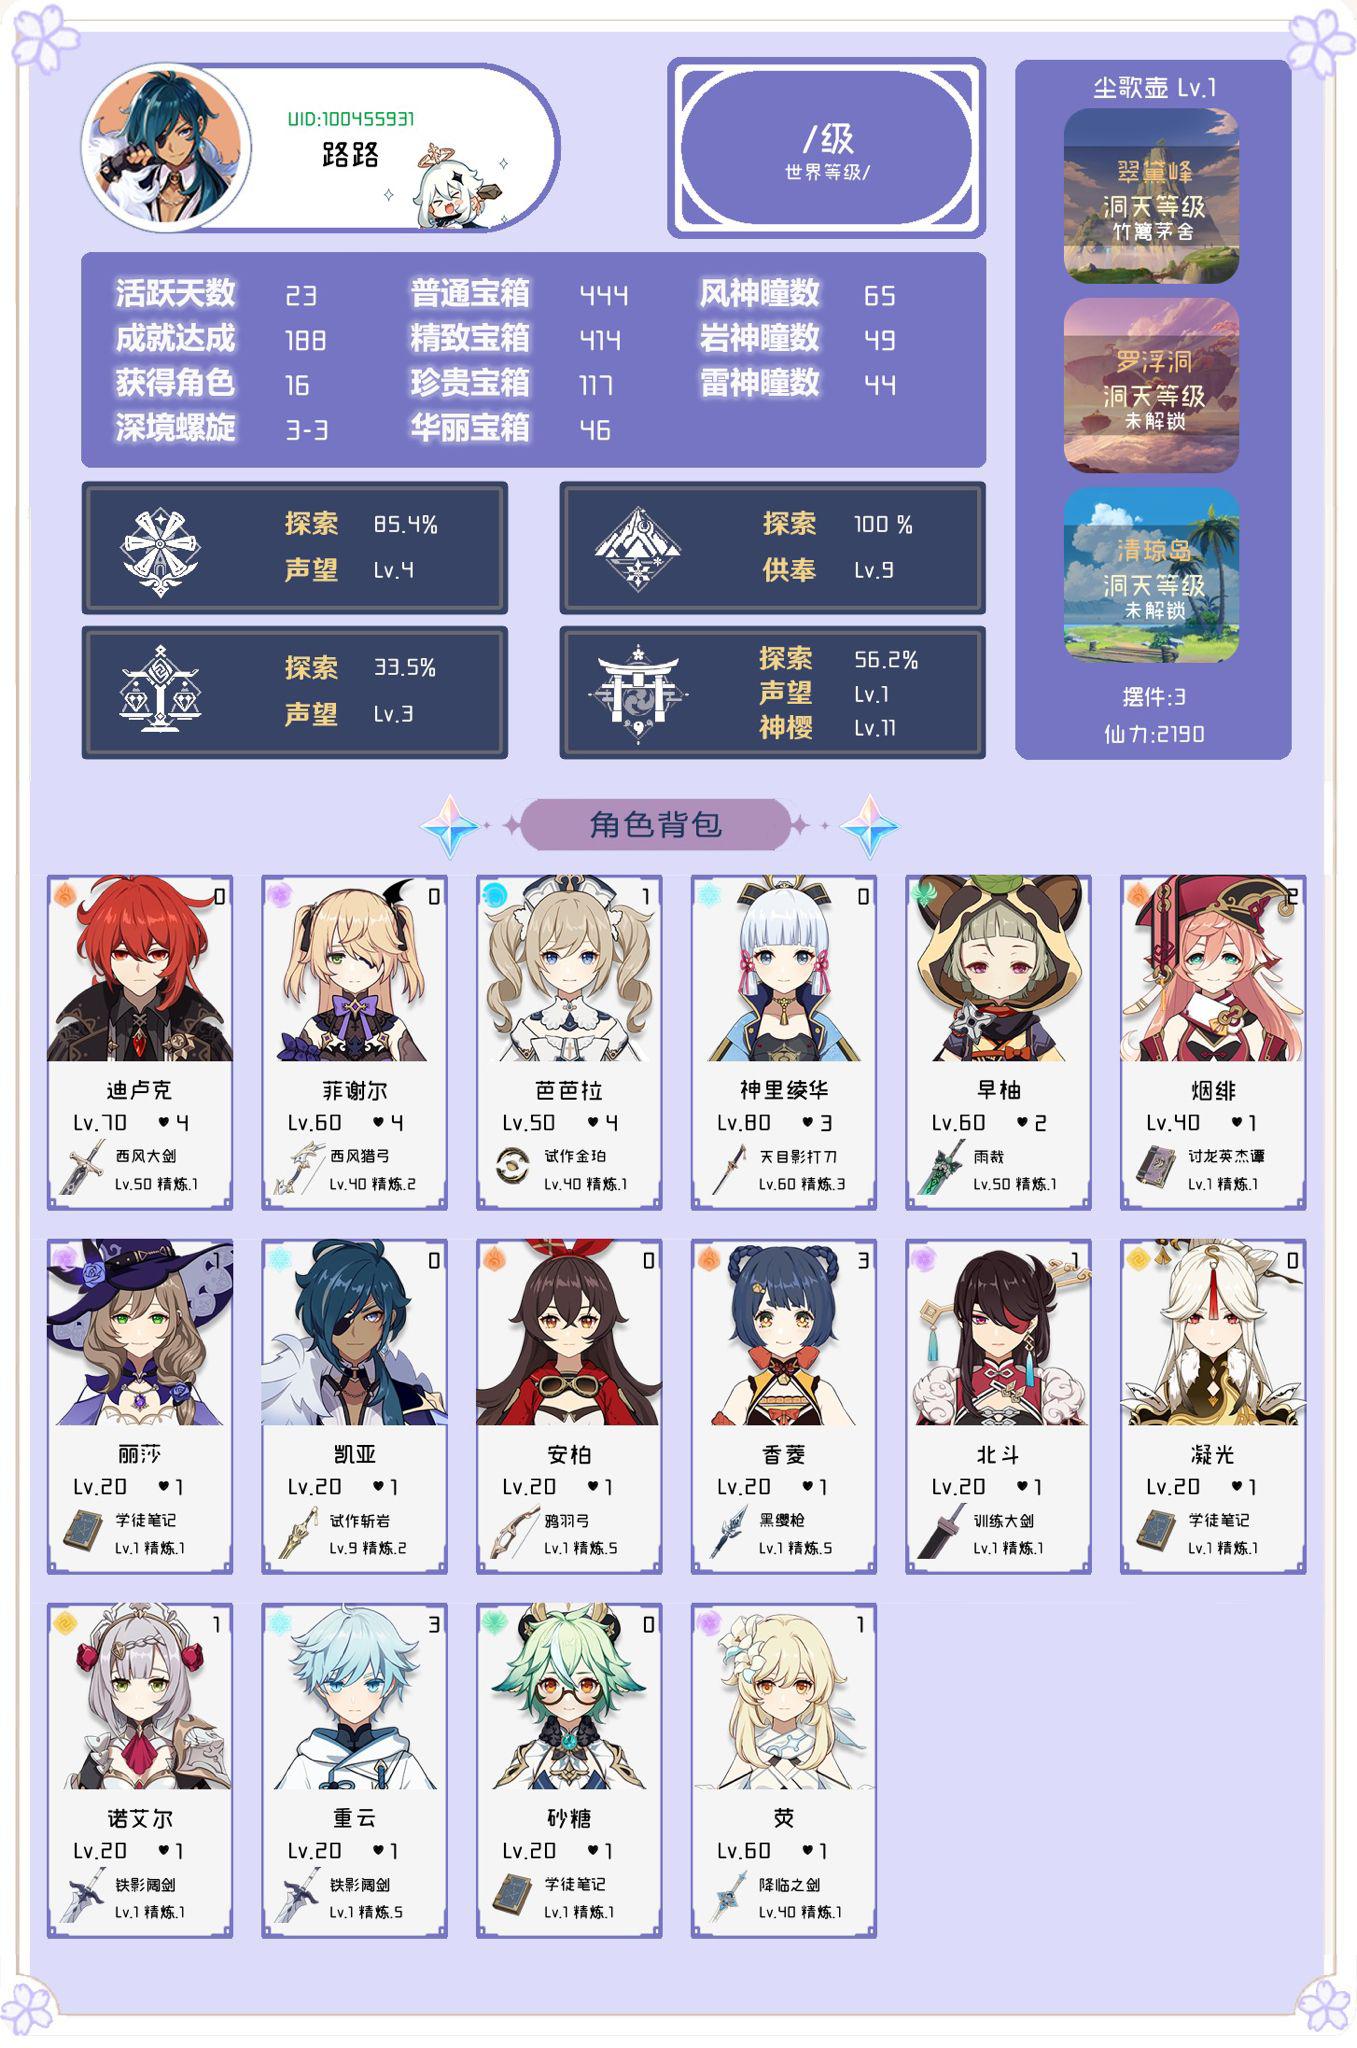 UID:100455931
路路
/级
世界等级/
尘歌壶 Lv.1
翠黛峰
洞天等级
竹篱茅舍
罗浮洞
洞天等级
未解锁
清琼岛
洞天等级
未解锁
摆件:3
仙力:2190
活跃天数 23 普通宝箱 444 风神瞳数 65
成就达成 188 精致宝箱 414 岩神瞳数 49
获得角色 16 珍贵宝箱 117 雷神瞳数 44
深境螺旋 3-3 华丽宝箱 46
探索 85.4%
声望 Lv.4
探索 100 %
供奉 Lv.9
探索 33.5%
声望 Lv.3
探索 56.2%
声望 Lv.1
神樱 Lv.11
角色背包
0
迪卢克
Lv.70 ♥4
西风大剑
Lv.50 精炼.1
0
菲谢尔
Lv.60 ♥4
西风猎弓
Lv.40 精炼.2
1
芭芭拉
Lv.50 ♥4
试作金珀
Lv.40 精炼.1
0
神里绫华
Lv.80 ♥3
天目影打刀
Lv.60 精炼.3
1
早柚
Lv.60 ♥2
雨裁
Lv.50 精炼.1
2
烟绯
Lv.40 ♥1
讨龙英杰谭
Lv.1 精炼.1
1
丽莎
Lv.20 ♥1
学徒笔记
Lv.1 精炼.1
0
凯亚
Lv.20 ♥1
试作斩岩
Lv.9 精炼.2
0
安柏
Lv.20 ♥1
鸦羽弓
Lv.1 精炼.5
3
香菱
Lv.20 ♥1
黑缨枪
Lv.1 精炼.5
1
北斗
Lv.20 ♥1
训练大剑
Lv.1 精炼.1
0
凝光
Lv.20 ♥1
学徒笔记
Lv.1 精炼.1
1
诺艾尔
Lv.20 ♥1
铁影阔剑
Lv.1 精炼.1
3
重云
Lv.20 ♥1
铁影阔剑
Lv.1 精炼.5
0
砂糖
Lv.20 ♥1
学徒笔记
Lv.1 精炼.1
1
荧
Lv.60 ♥1
降临之剑
Lv.40 精炼.1